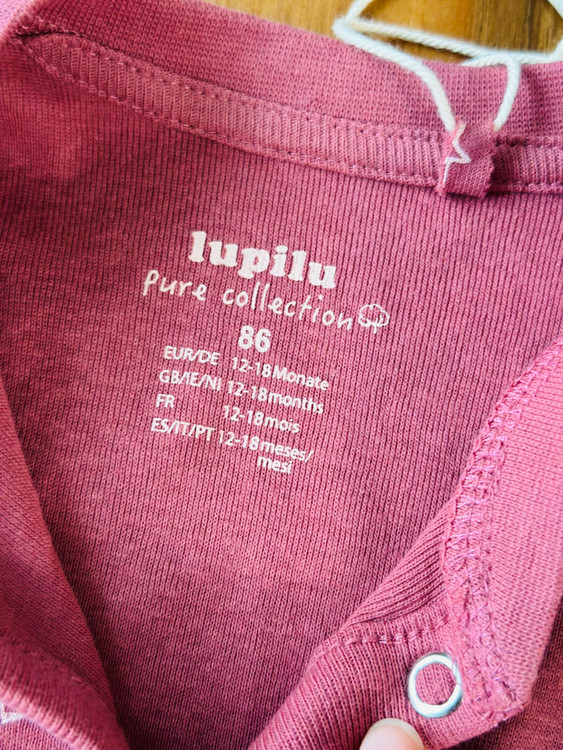 lupilu
pure collection
86
EUR/DE 12-18 Monate
GB/IE/NI 12-18 months
FR 12-18 mois
ES/IT/PT 12-18 meses/
mesi